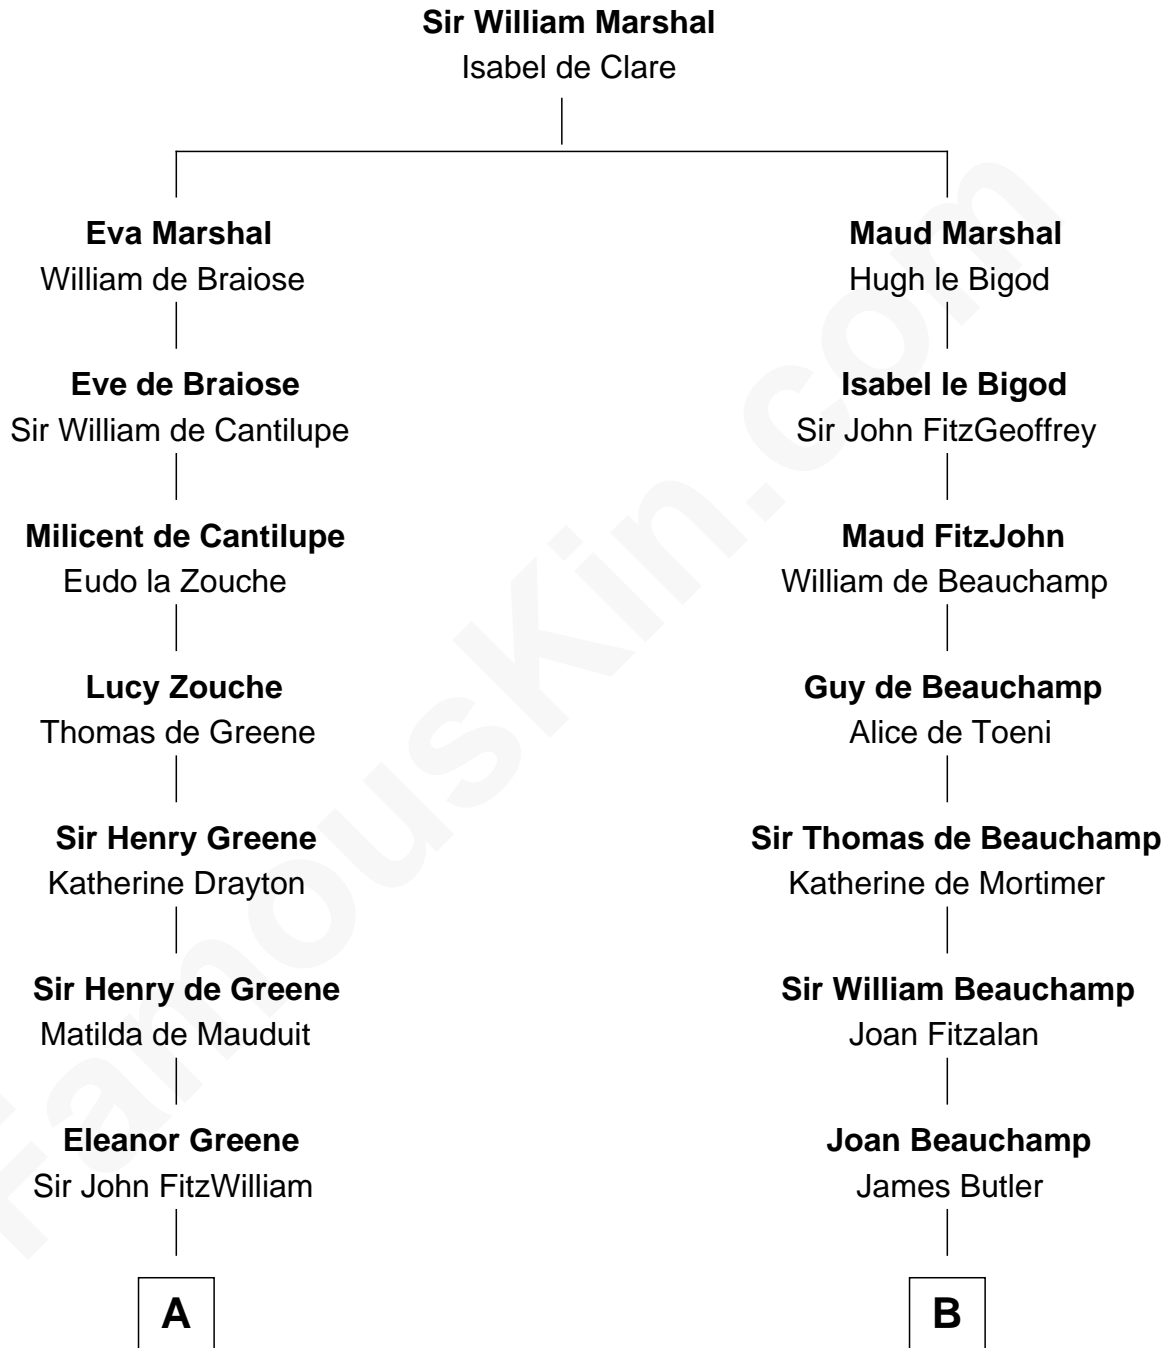 Sir William Marshal
Isabel de Clare
Eva Marshal
William de Braiose
Maud Marshal
Hugh le Bigod
Eve de Braiose
Sir William de Cantilupe
Isabel le Bigod
Sir John FitzGeoffrey
Milicent de Cantilupe
Eudo la Zouche
Maud FitzJohn
William de Beauchamp
Lucy Zouche
Thomas de Greene
Guy de Beauchamp
Alice de Toeni
Sir Henry Greene
Katherine Drayton
Sir Thomas de Beauchamp
Katherine de Mortimer
Sir Henry de Greene
Matilda de Mauduit
Sir William Beauchamp
Joan Fitzalan
Eleanor Greene
Sir John FitzWilliam
Joan Beauchamp
James Butler
A
B
FamousKin.com